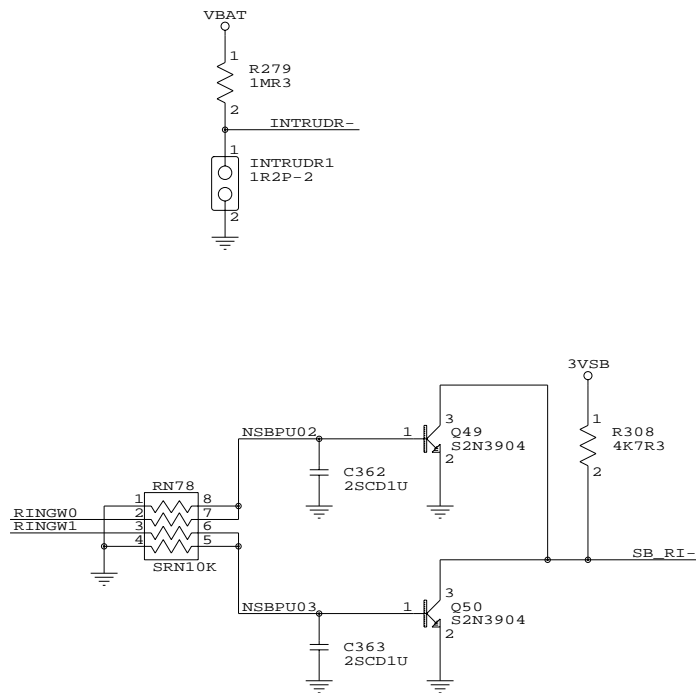 VBAT
1
R279
1MR3
2
INTRUDR-
1
INTRUDR1
1R2P-2
2
3VSB
3
1
NSBPU02
1
Q49
S2N3904
R308
4K7R3
2
2
C362
2SCD1U
RN78
1 8
RINGW0 2 7
RINGW1 3 6
4 5
SRN10K
SB_RI-
3
NSBPU03
1
Q50
S2N3904
2
C363
2SCD1U